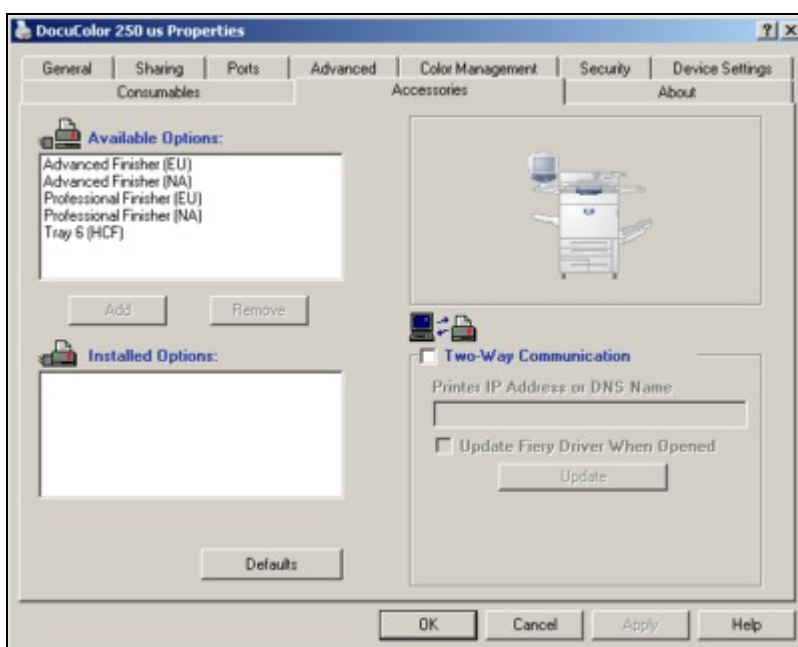 DocuColor 250 us Properties
General Sharing Ports Advanced Color Management Security Device Settings
Consumables Accessories About
Available Options:
Advanced Finisher (EU)
Advanced Finisher (NA)
Professional Finisher (EU)
Professional Finisher (NA)
Tray 6 (HCF)
Add Remove
Installed Options:
Defaults
Two-Way Communication
Printer IP Address or DNS Name
Update Fiery Driver When Opened
Update
OK Cancel Apply Help